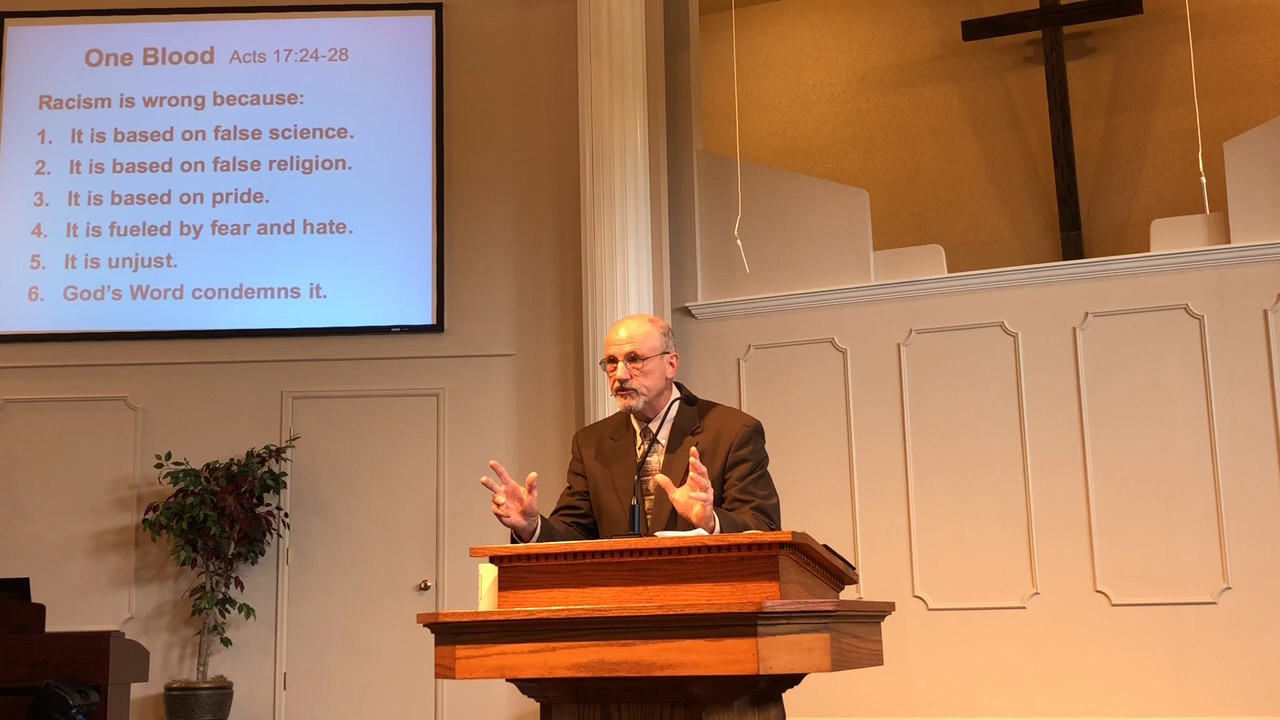 One Blood Acts 17:24-28
Racism is wrong because:
1. It is based on false science.
2. It is based on false religion.
3. It is based on pride.
4. It is fueled by fear and hate.
5. It is unjust.
6. God's Word condemns it.